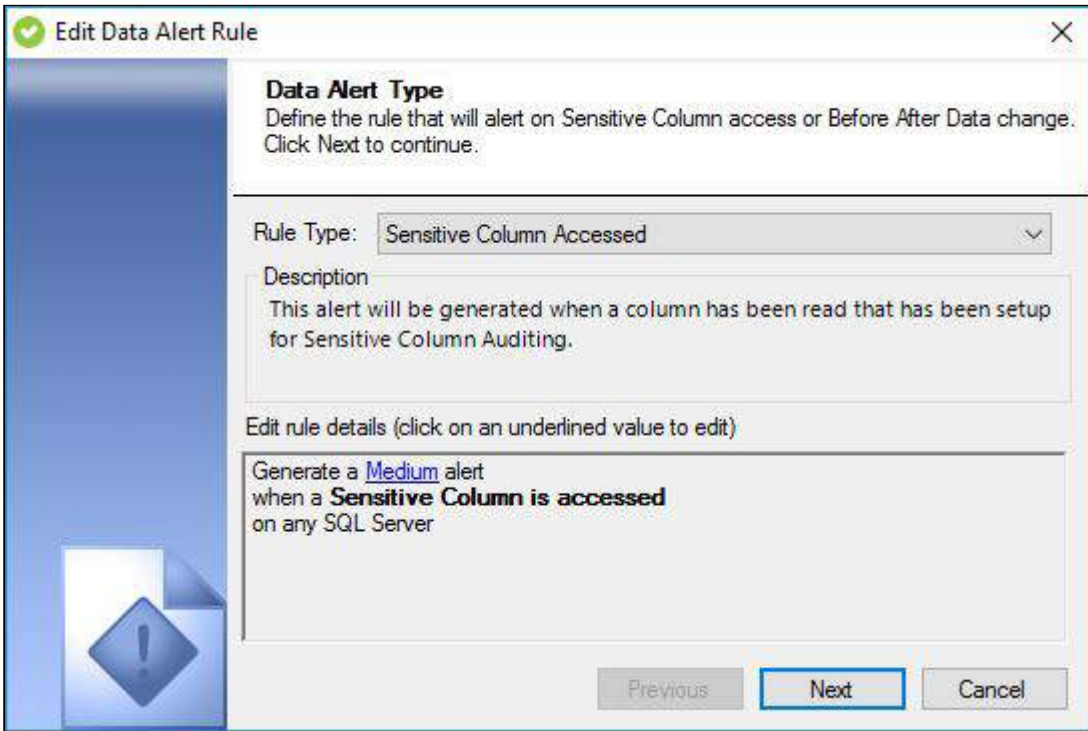 Edit Data Alert Rule
Data Alert Type
Define the rule that will alert on Sensitive Column access or Before After Data change.
Click Next to continue.
Rule Type: Sensitive Column Accessed
Description
This alert will be generated when a column has been read that has been setup
for Sensitive Column Auditing.
Edit rule details (click on an underlined value to edit)
Generate a Medium alert
when a Sensitive Column is accessed
on any SQL Server
Previous Next Cancel